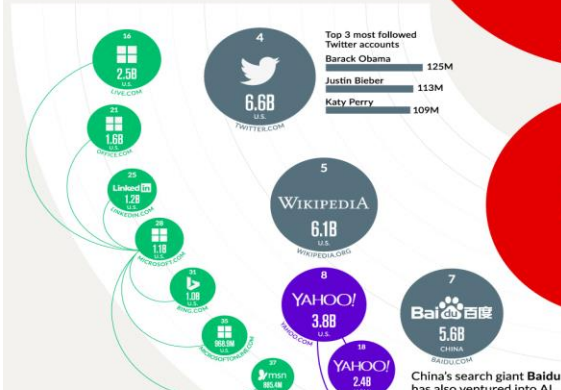 16
2.5B
U.S.
LIVE.COM
4
6.6B
U.S.
TWITTER.COM
Top 3 most followed
Twitter accounts
Barack Obama
125M
Justin Bieber
113M
Katy Perry
109M
21
1.6B
U.S.
OFFICE.COM
25
Linked in
1.2B
U.S.
LINKEDIN.COM
5
WIKIPEDIA
6.1B
U.S.
WIKIPEDIA.ORG
28
1.1B
U.S.
MICROSOFT.COM
31
1.0B
U.S.
BING.COM
8
YAHOO!
3.8B
U.S.
YAHOO.COM
7
Baidu百度
5.6B
CHINA
BAIDU.COM
35
968.9M
U.S.
MICROSOFTONLINE.COM
37
msn
885.4M
18
YAHOO!
2.4B
China's search giant Baidu
has also ventured into AI